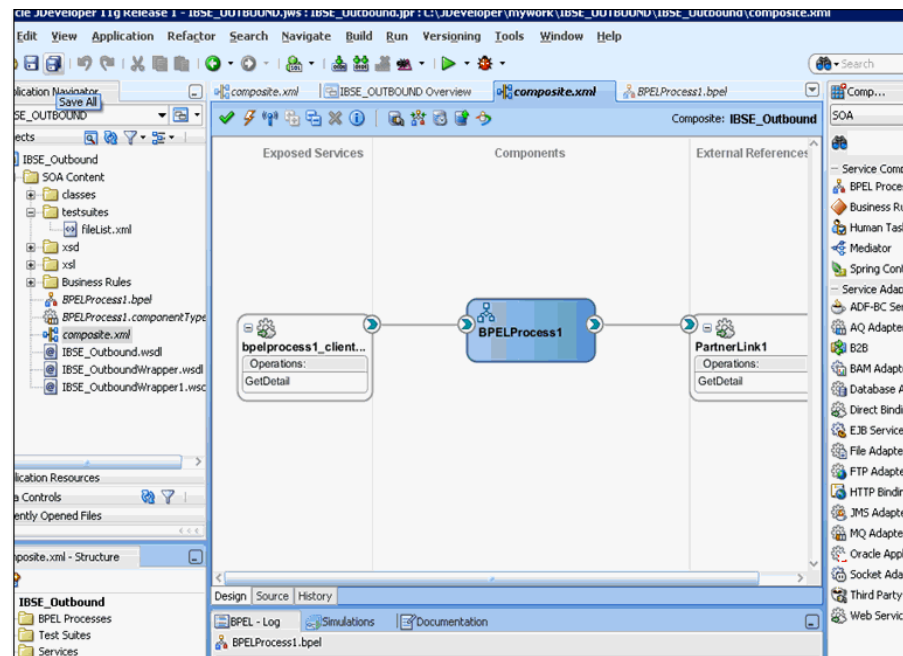 cle JDeveloper 11g Release 1 - IBSE_OUTBOUND.jws : IBSE_Outbound.jpr : C:\JDeveloper\mywork\IBSE_OUTBOUND\IBSE_Outbound\composite.xml
Edit View Application Refactor Search Navigate Build Run Versioning Tools Window Help
Search
plication Navigator
Save All
composite.xml
IBSE_OUTBOUND Overview
composite.xml
BPELProcess1.bpel
Comp...
SE_OUTBOUND
Composite: IBSE_Outbound
SOA
ects
IBSE_Outbound
SOA Content
classes
testsuites
fileList.xml
xsd
xsl
Business Rules
BPELProcess1.bpel
BPELProcess1.componentType
composite.xml
IBSE_Outbound.wsdl
IBSE_OutboundWrapper.wsdl
IBSE_OutboundWrapper1.wsd
lication Resources
a Controls
ently Opened Files
mposite.xml - Structure
IBSE_Outbound
BPEL Processes
Test Suites
Services
Exposed Services
Components
External References
bpelprocess1_client...
Operations:
GetDetail
BPELProcess1
PartnerLink1
Operations:
GetDetail
Design Source History
BPEL - Log
Simulations
Documentation
BPELProcess1.bpel
Service Comp
BPEL Proces
Business Ru
Human Task
Mediator
Spring Cont
Service Adap
ADF-BC Ser
AQ Adapte
B2B
BAM Adapt
Database A
Direct Bindi
EJB Service
File Adapte
FTP Adapte
HTTP Bindin
JMS Adapte
MQ Adapte
Oracle Appl
Socket Ada
Third Party
Web Servic